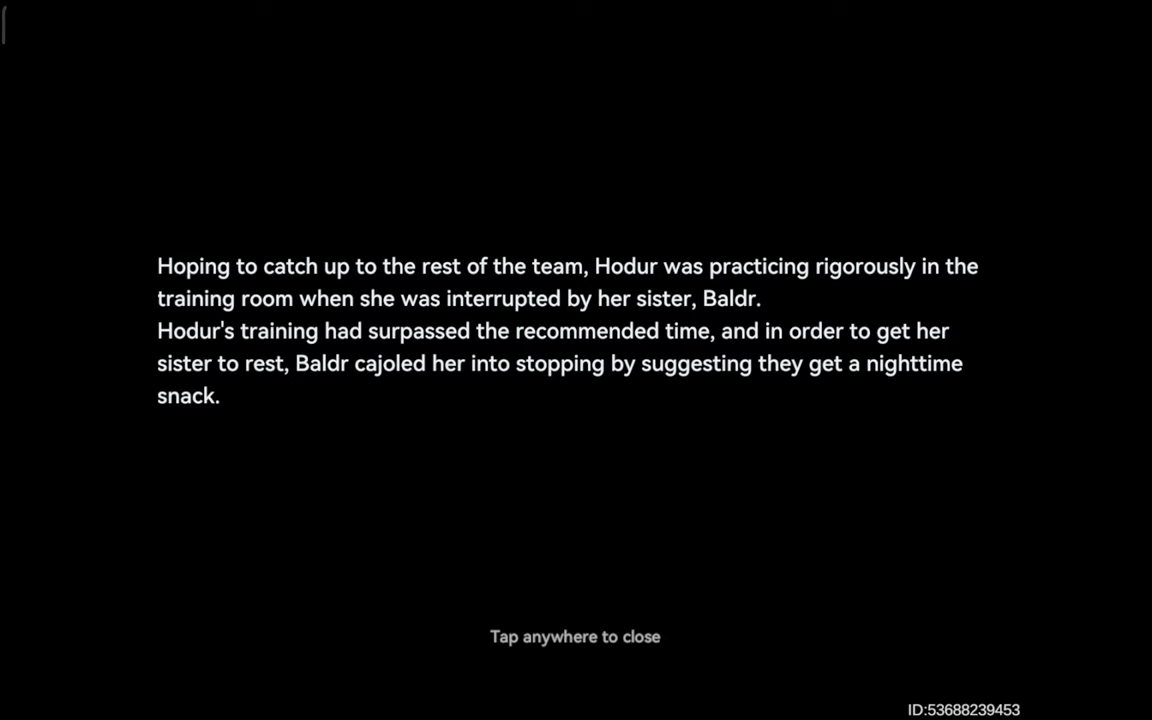 Hoping to catch up to the rest of the team, Hodur was practicing rigorously in the
training room when she was interrupted by her sister, Baldr.
Hodur's training had surpassed the recommended time, and in order to get her
sister to rest, Baldr cajoled her into stopping by suggesting they get a nighttime
snack.
Tap anywhere to close
ID:53688239453